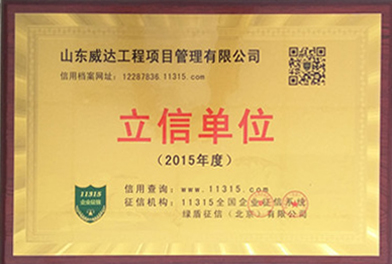 山东威达工程项目管理有限公司
信用档案网址：12287836.11315.com
立信单位
（2015年度）
11315
企业征信
信用查询：www.11315.com
征信机构：11315全国企业征信系统
绿盾征信（北京）有限公司